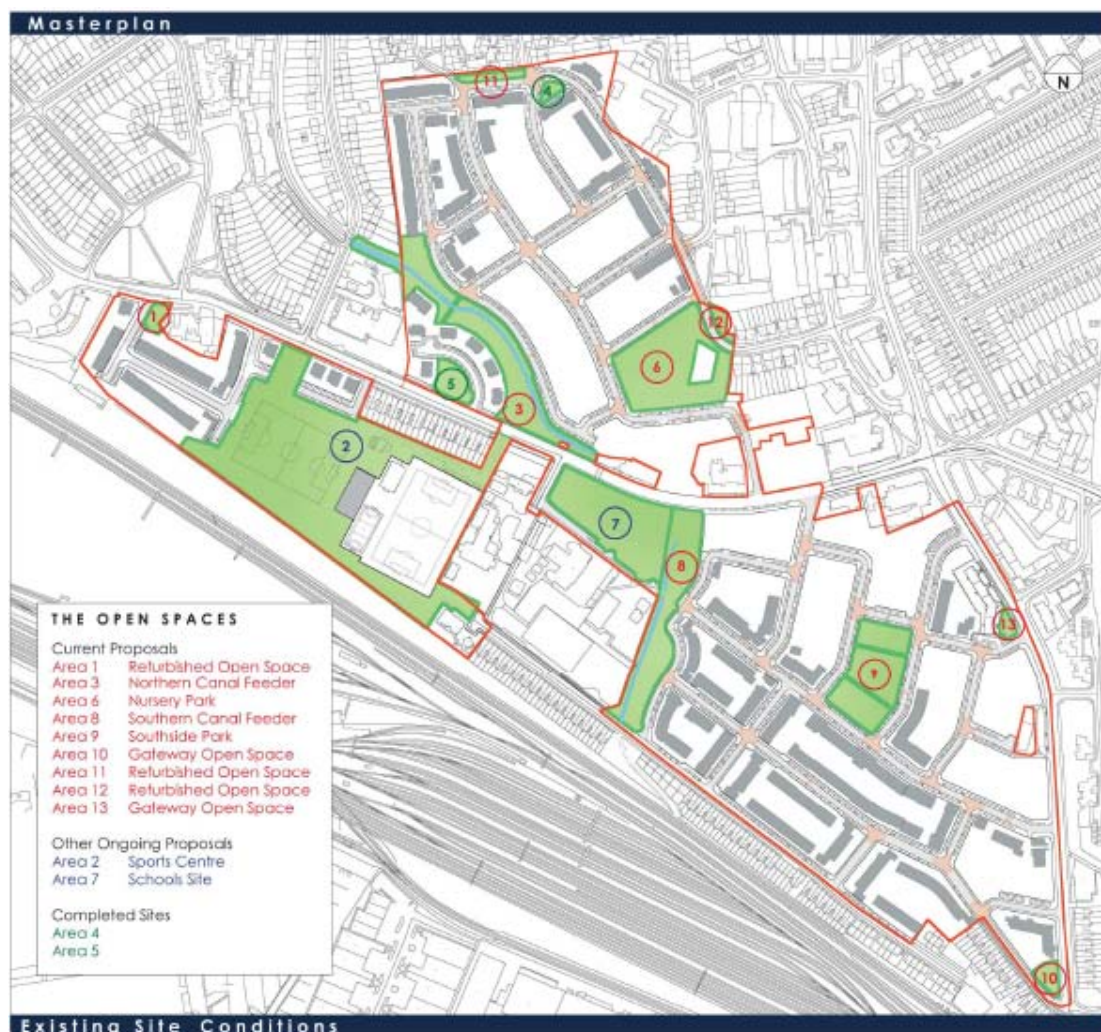 Masterplan
N
11
4
1
12
6
5
3
2
7
8
13
9
10
THE OPEN SPACES
Current Proposals
Area 1 Refurbished Open Space
Area 3 Northern Canal Feeder
Area 6 Nursery Park
Area 8 Southern Canal Feeder
Area 9 Southside Park
Area 10 Gateway Open Space
Area 11 Refurbished Open Space
Area 12 Refurbished Open Space
Area 13 Gateway Open Space
Other Ongoing Proposals
Area 2 Sports Centre
Area 7 Schools Site
Completed Sites
Area 4
Area 5
Existing Site Conditions